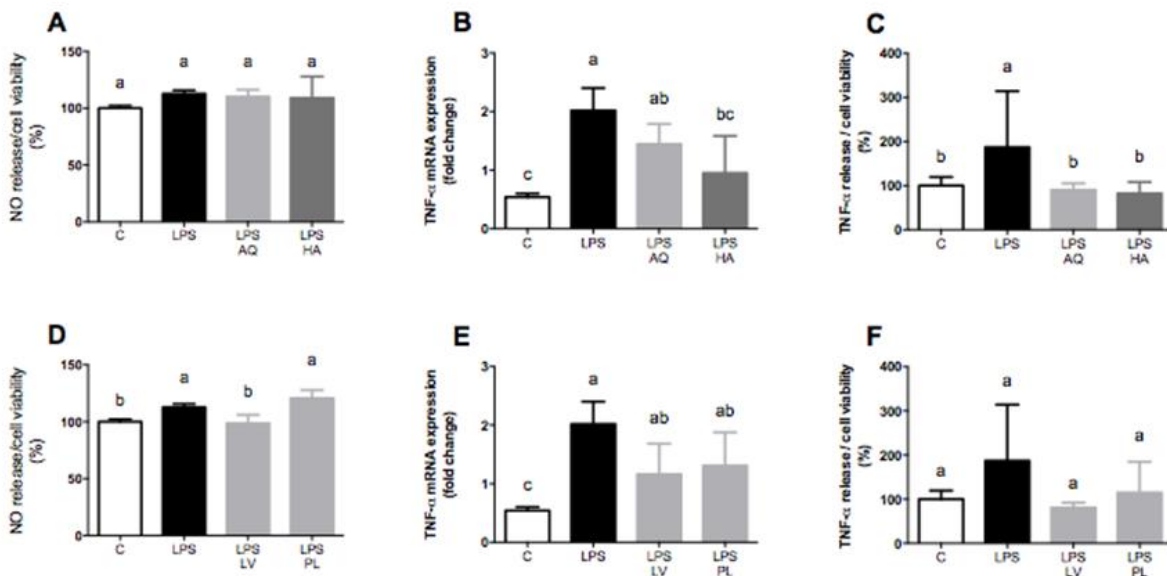 A
NO release/cell viability
(%)
150
100
50
0
a
a
a
a
C
LPS
LPS
AQ
LPS
HA
B
TNF-α mRNA expression
(fold change)
3
2
1
0
c
a
ab
bc
C
LPS
LPS
AQ
LPS
HA
C
TNF-α release / cell viability
(%)
400
300
200
100
0
b
a
b
b
C
LPS
LPS
AQ
LPS
HA
D
NO release/cell viability
(%)
150
100
50
0
b
a
b
a
C
LPS
LPS
LV
LPS
PL
E
TNF-α mRNA expression
(fold change)
3
2
1
0
c
a
ab
ab
C
LPS
LPS
LV
LPS
PL
F
TNF-α release / cell viability
(%)
400
300
200
100
0
a
a
a
a
C
LPS
LPS
LV
LPS
PL